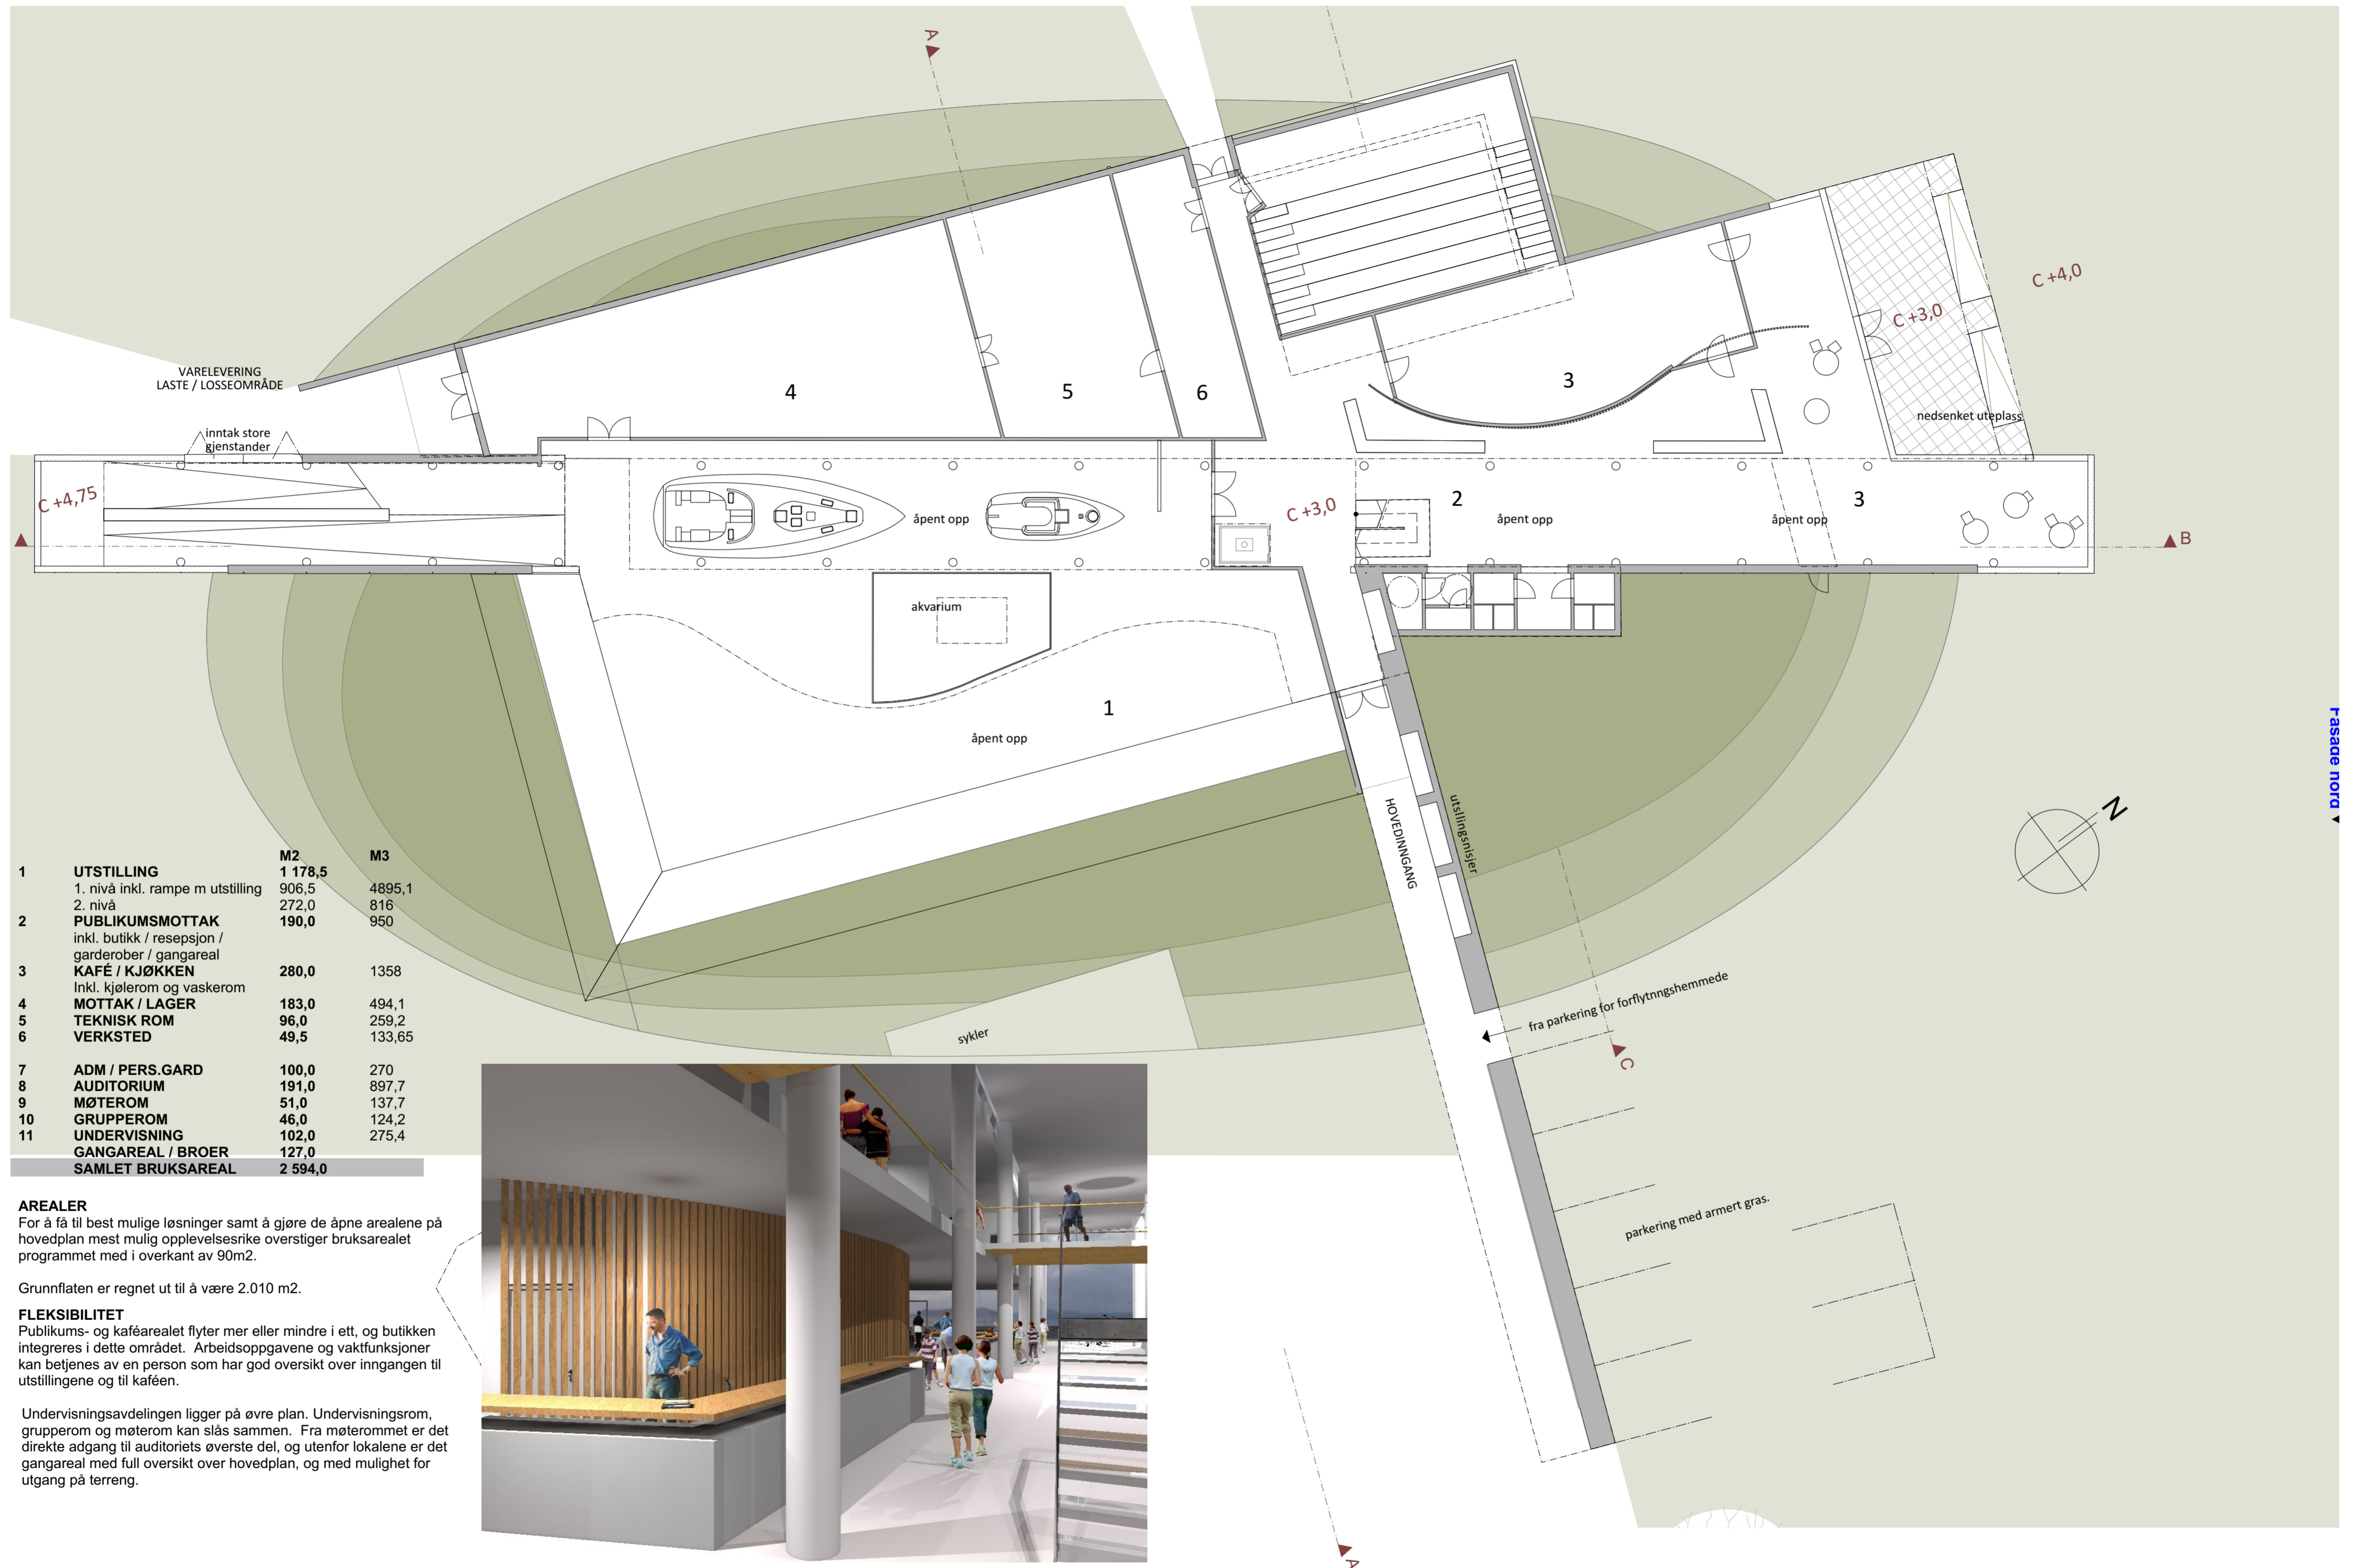 A
C +4,0
C +3,0
VARELEVERING
LASTE / LOSSEOMRÅDE
4
5
6
3
nedsenket uteplass
inntak store
gjenstander
C +4,75
åpent opp
C +3,0
2
åpent opp
3
åpent opp
B
akvarium
1
åpent opp
Fasade nord
N
HOVEDINNGANG
utstllingsnisjer
fra parkering for forflytnngshemmede
C
sykler
parkering med armert gras.
A
M2 M3
1 UTSTILLING 1 178,5
1. nivå inkl. rampe m utstilling 906,5 4895,1
2. nivå 272,0 816
2 PUBLIKUMSMOTTAK 190,0 950
inkl. butikk / resepsjon /
garderober / gangareal
3 KAFÉ / KJØKKEN 280,0 1358
Inkl. kjølerom og vaskerom
4 MOTTAK / LAGER 183,0 494,1
5 TEKNISK ROM 96,0 259,2
6 VERKSTED 49,5 133,65
7 ADM / PERS.GARD 100,0 270
8 AUDITORIUM 191,0 897,7
9 MØTEROM 51,0 137,7
10 GRUPPEROM 46,0 124,2
11 UNDERVISNING 102,0 275,4
GANGAREAL / BROER 127,0
SAMLET BRUKSAREAL 2 594,0
AREALER
For å få til best mulige løsninger samt å gjøre de åpne arealene på
hovedplan mest mulig opplevelsesrike overstiger bruksarealet
programmet med i overkant av 90m2.
Grunnflaten er regnet ut til å være 2.010 m2.
FLEKSIBILITET
Publikums- og kaféarealet flyter mer eller mindre i ett, og butikken
integreres i dette området. Arbeidsoppgavene og vaktfunksjoner
kan betjenes av en person som har god oversikt over inngangen til
utstillingene og til kaféen.
Undervisningsavdelingen ligger på øvre plan. Undervisningsrom,
grupperom og møterom kan slås sammen. Fra møterommet er det
direkte adgang til auditoriets øverste del, og utenfor lokalene er det
gangareal med full oversikt over hovedplan, og med mulighet for
utgang på terreng.